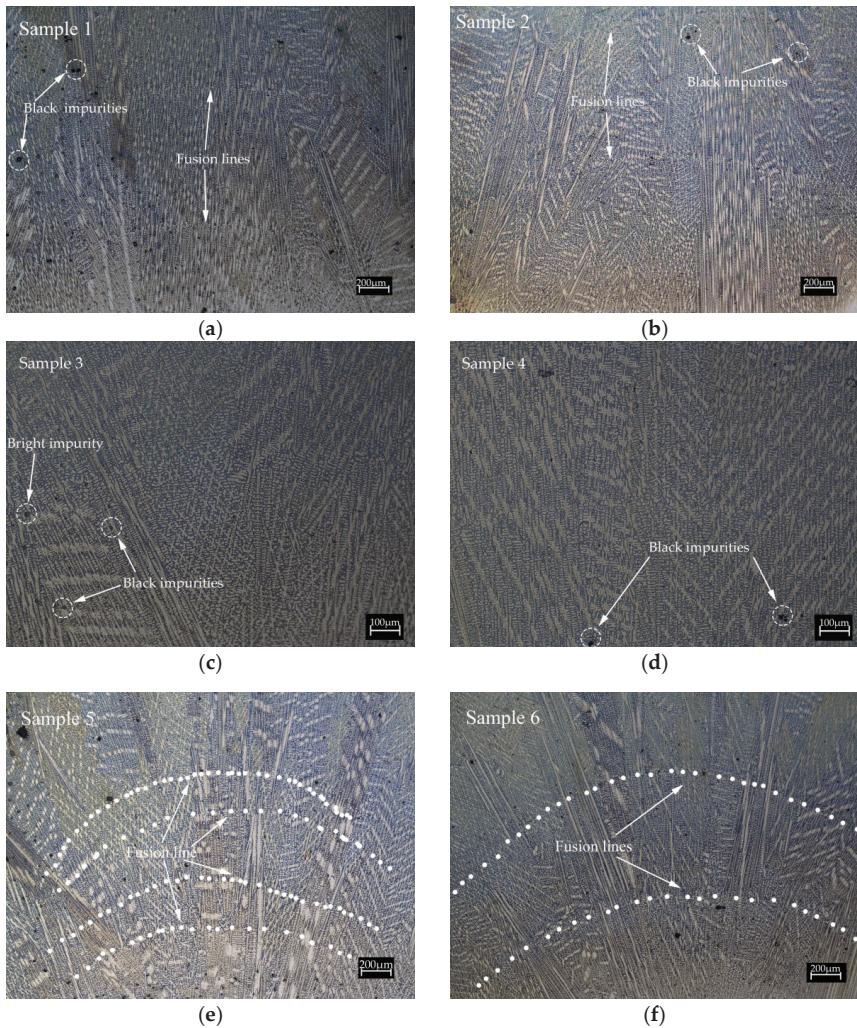 Sample 1
Black impurities
Fusion lines
200μm
(a)
Sample 2
Fusion lines
Black impurities
200μm
(b)
Sample 3
Bright impurity
Black impurities
100μm
(c)
Sample 4
Black impurities
100μm
(d)
Sample 5
Fusion line
200μm
(e)
Sample 6
Fusion lines
200μm
(f)